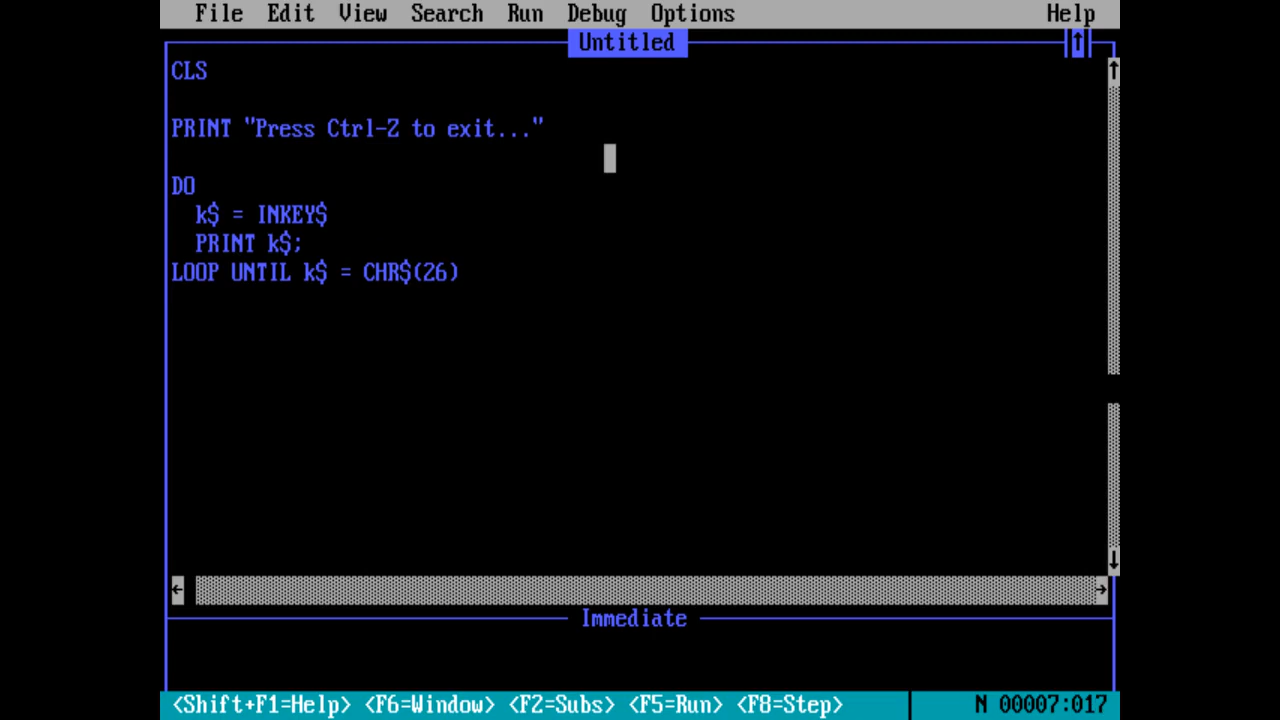 File Edit View Search Run Debug Options Help
Untitled
↑
CLS
PRINT "Press Ctrl-Z to exit..."
DO
k$ = INKEY$
PRINT k$;
LOOP UNTIL k$ = CHR$(26)
Immediate
<Shift+F1=Help> <F6=Window> <F2=Subs> <F5=Run> <F8=Step> N 00007:017